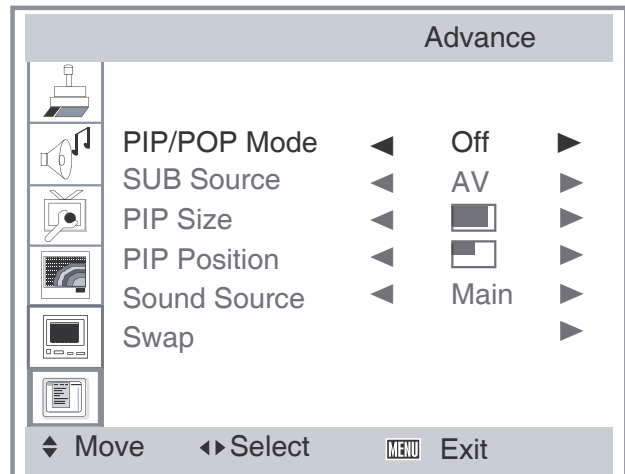 Advance
PIP/POP Mode Off
SUB Source AV
PIP Size
PIP Position
Sound Source Main
Swap
Move Select MENU Exit